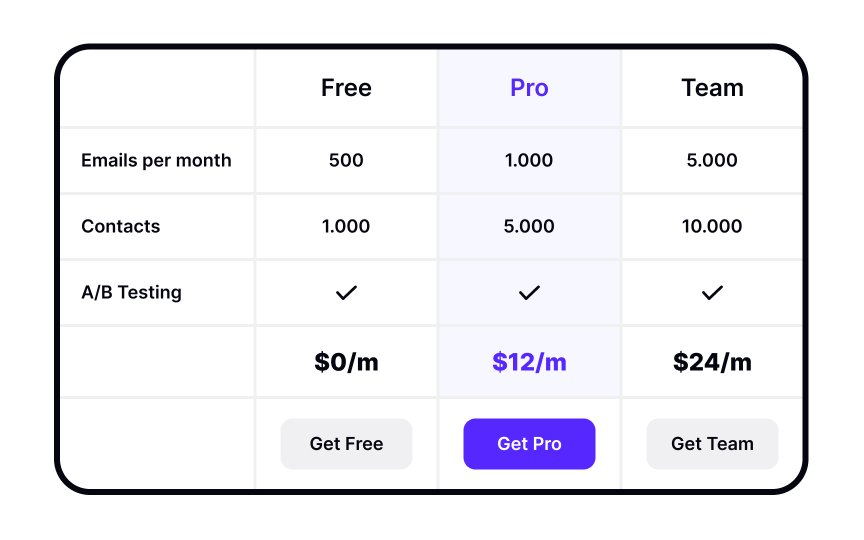 Free Pro Team
Emails per month 500 1.000 5.000
Contacts 1.000 5.000 10.000
A/B Testing
$0/m $12/m $24/m
Get Free Get Pro Get Team